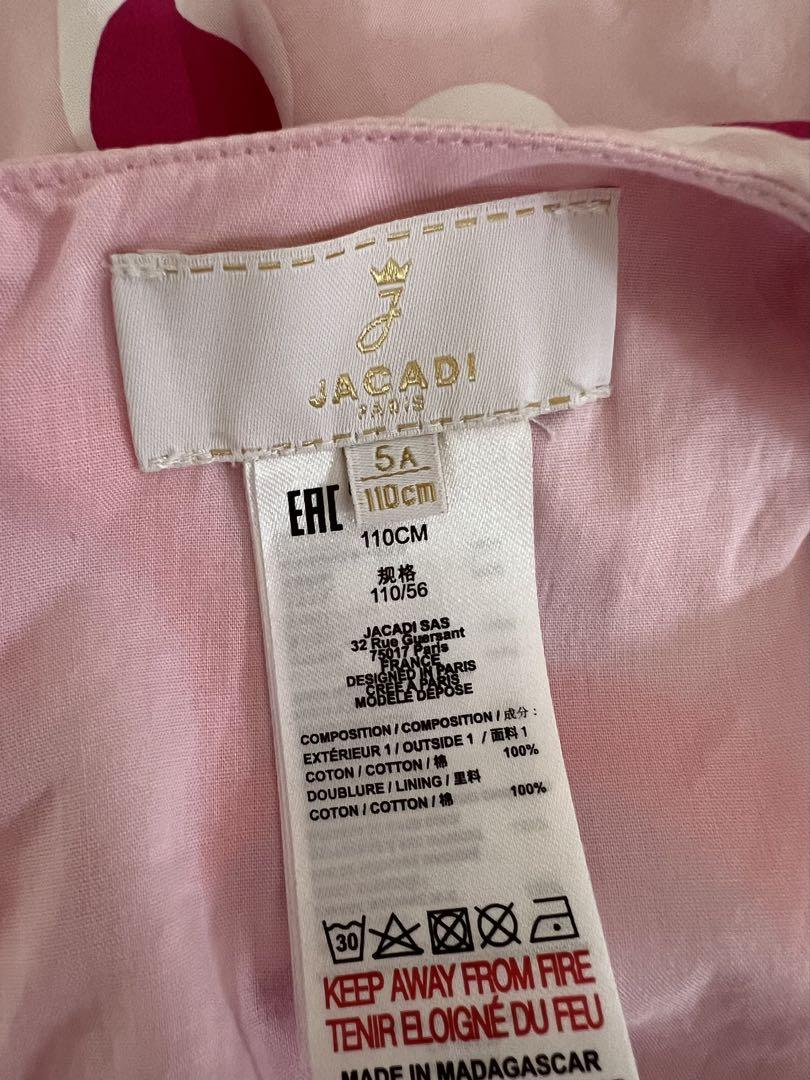 J
JACADI
PARIS
5A
110cm
EAC
110CM
规格
110/56
JACADI SAS
32 Rue Guersant
75017 Paris
FRANCE
DESIGNED IN PARIS
CRÉÉ À PARIS
MODÈLE DÉPOSÉ
COMPOSITION / COMPOSITION / 成分 :
EXTÉRIEUR 1 / OUTSIDE 1 / 面料 1
COTON / COTTON / 棉 100%
DOUBLURE / LINING / 里料
COTON / COTTON / 棉 100%
30
KEEP AWAY FROM FIRE
TENIR ELOIGNÉ DU FEU
MADE IN MADAGASCAR